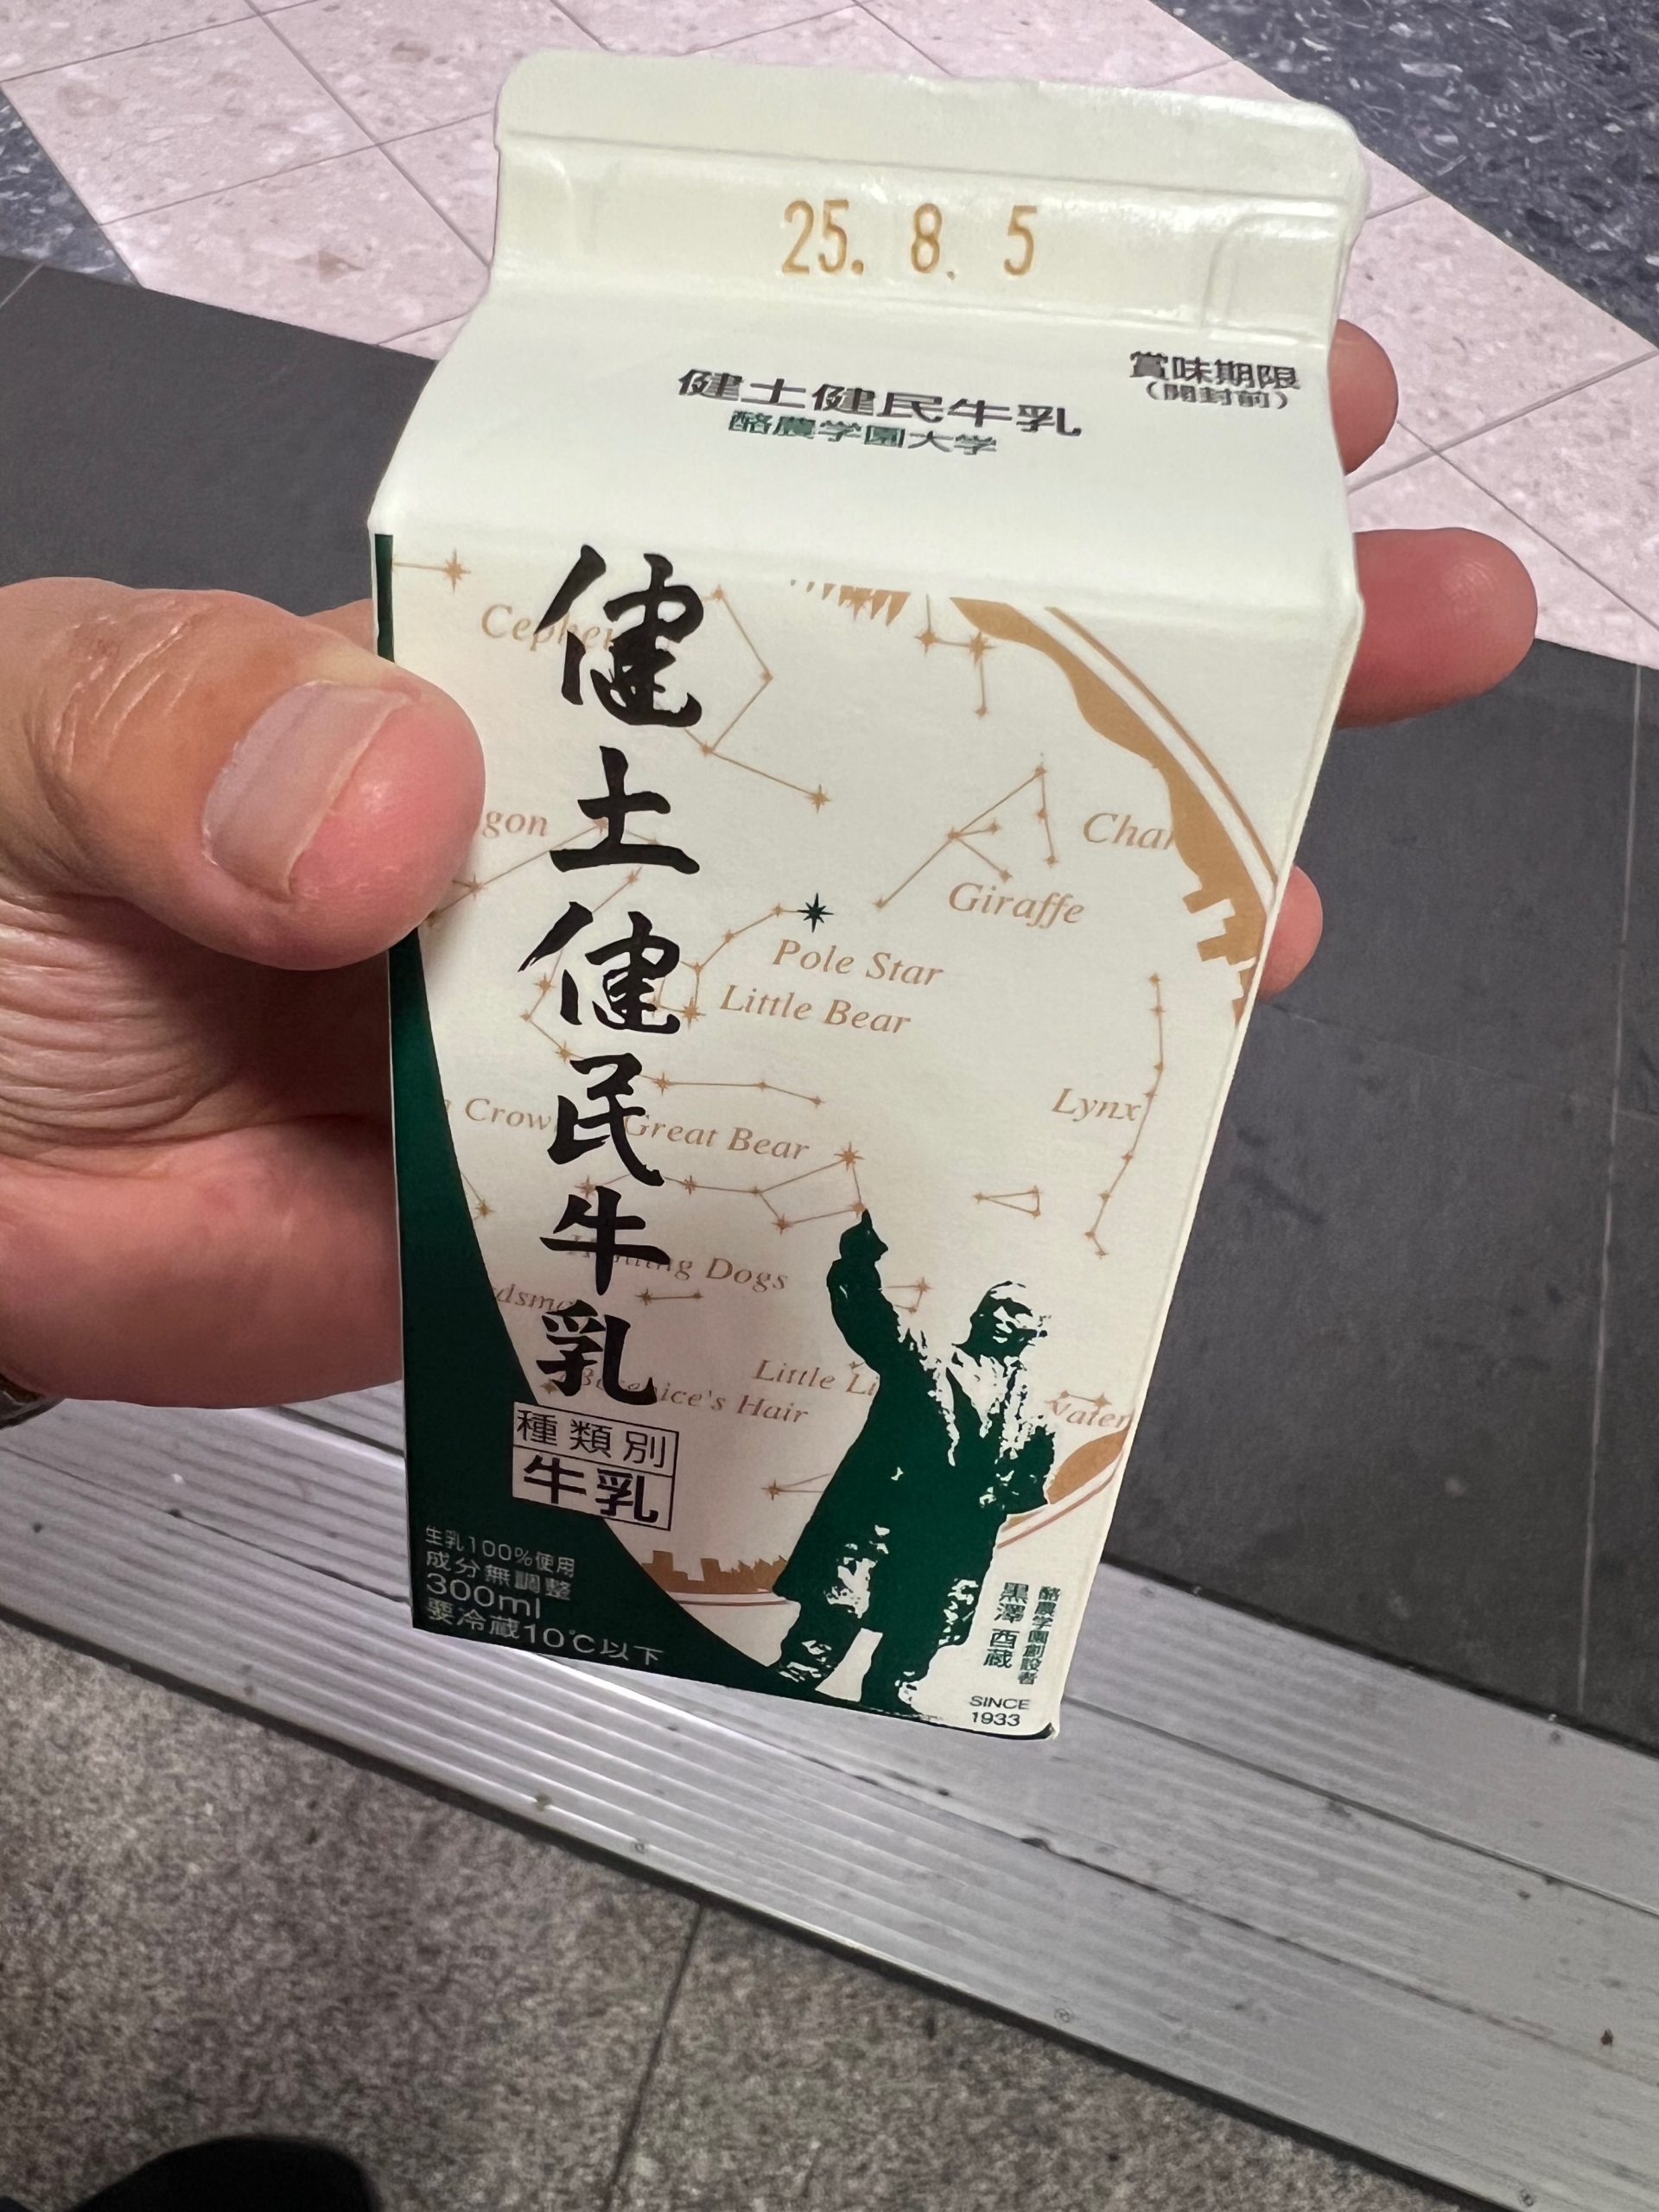 25. 8. 5
賞味期限
(開封前)
健土健民牛乳
酪農学園大学
健土健民牛乳
Giraffe
Pole Star
Little Bear
Lynx
Great Bear
Dogs
Little
Hair
種類別
牛乳
生乳100%使用
成分無調整
300ml
要冷蔵10℃以下
酪農学園創設者
黒澤 酉蔵
SINCE
1933